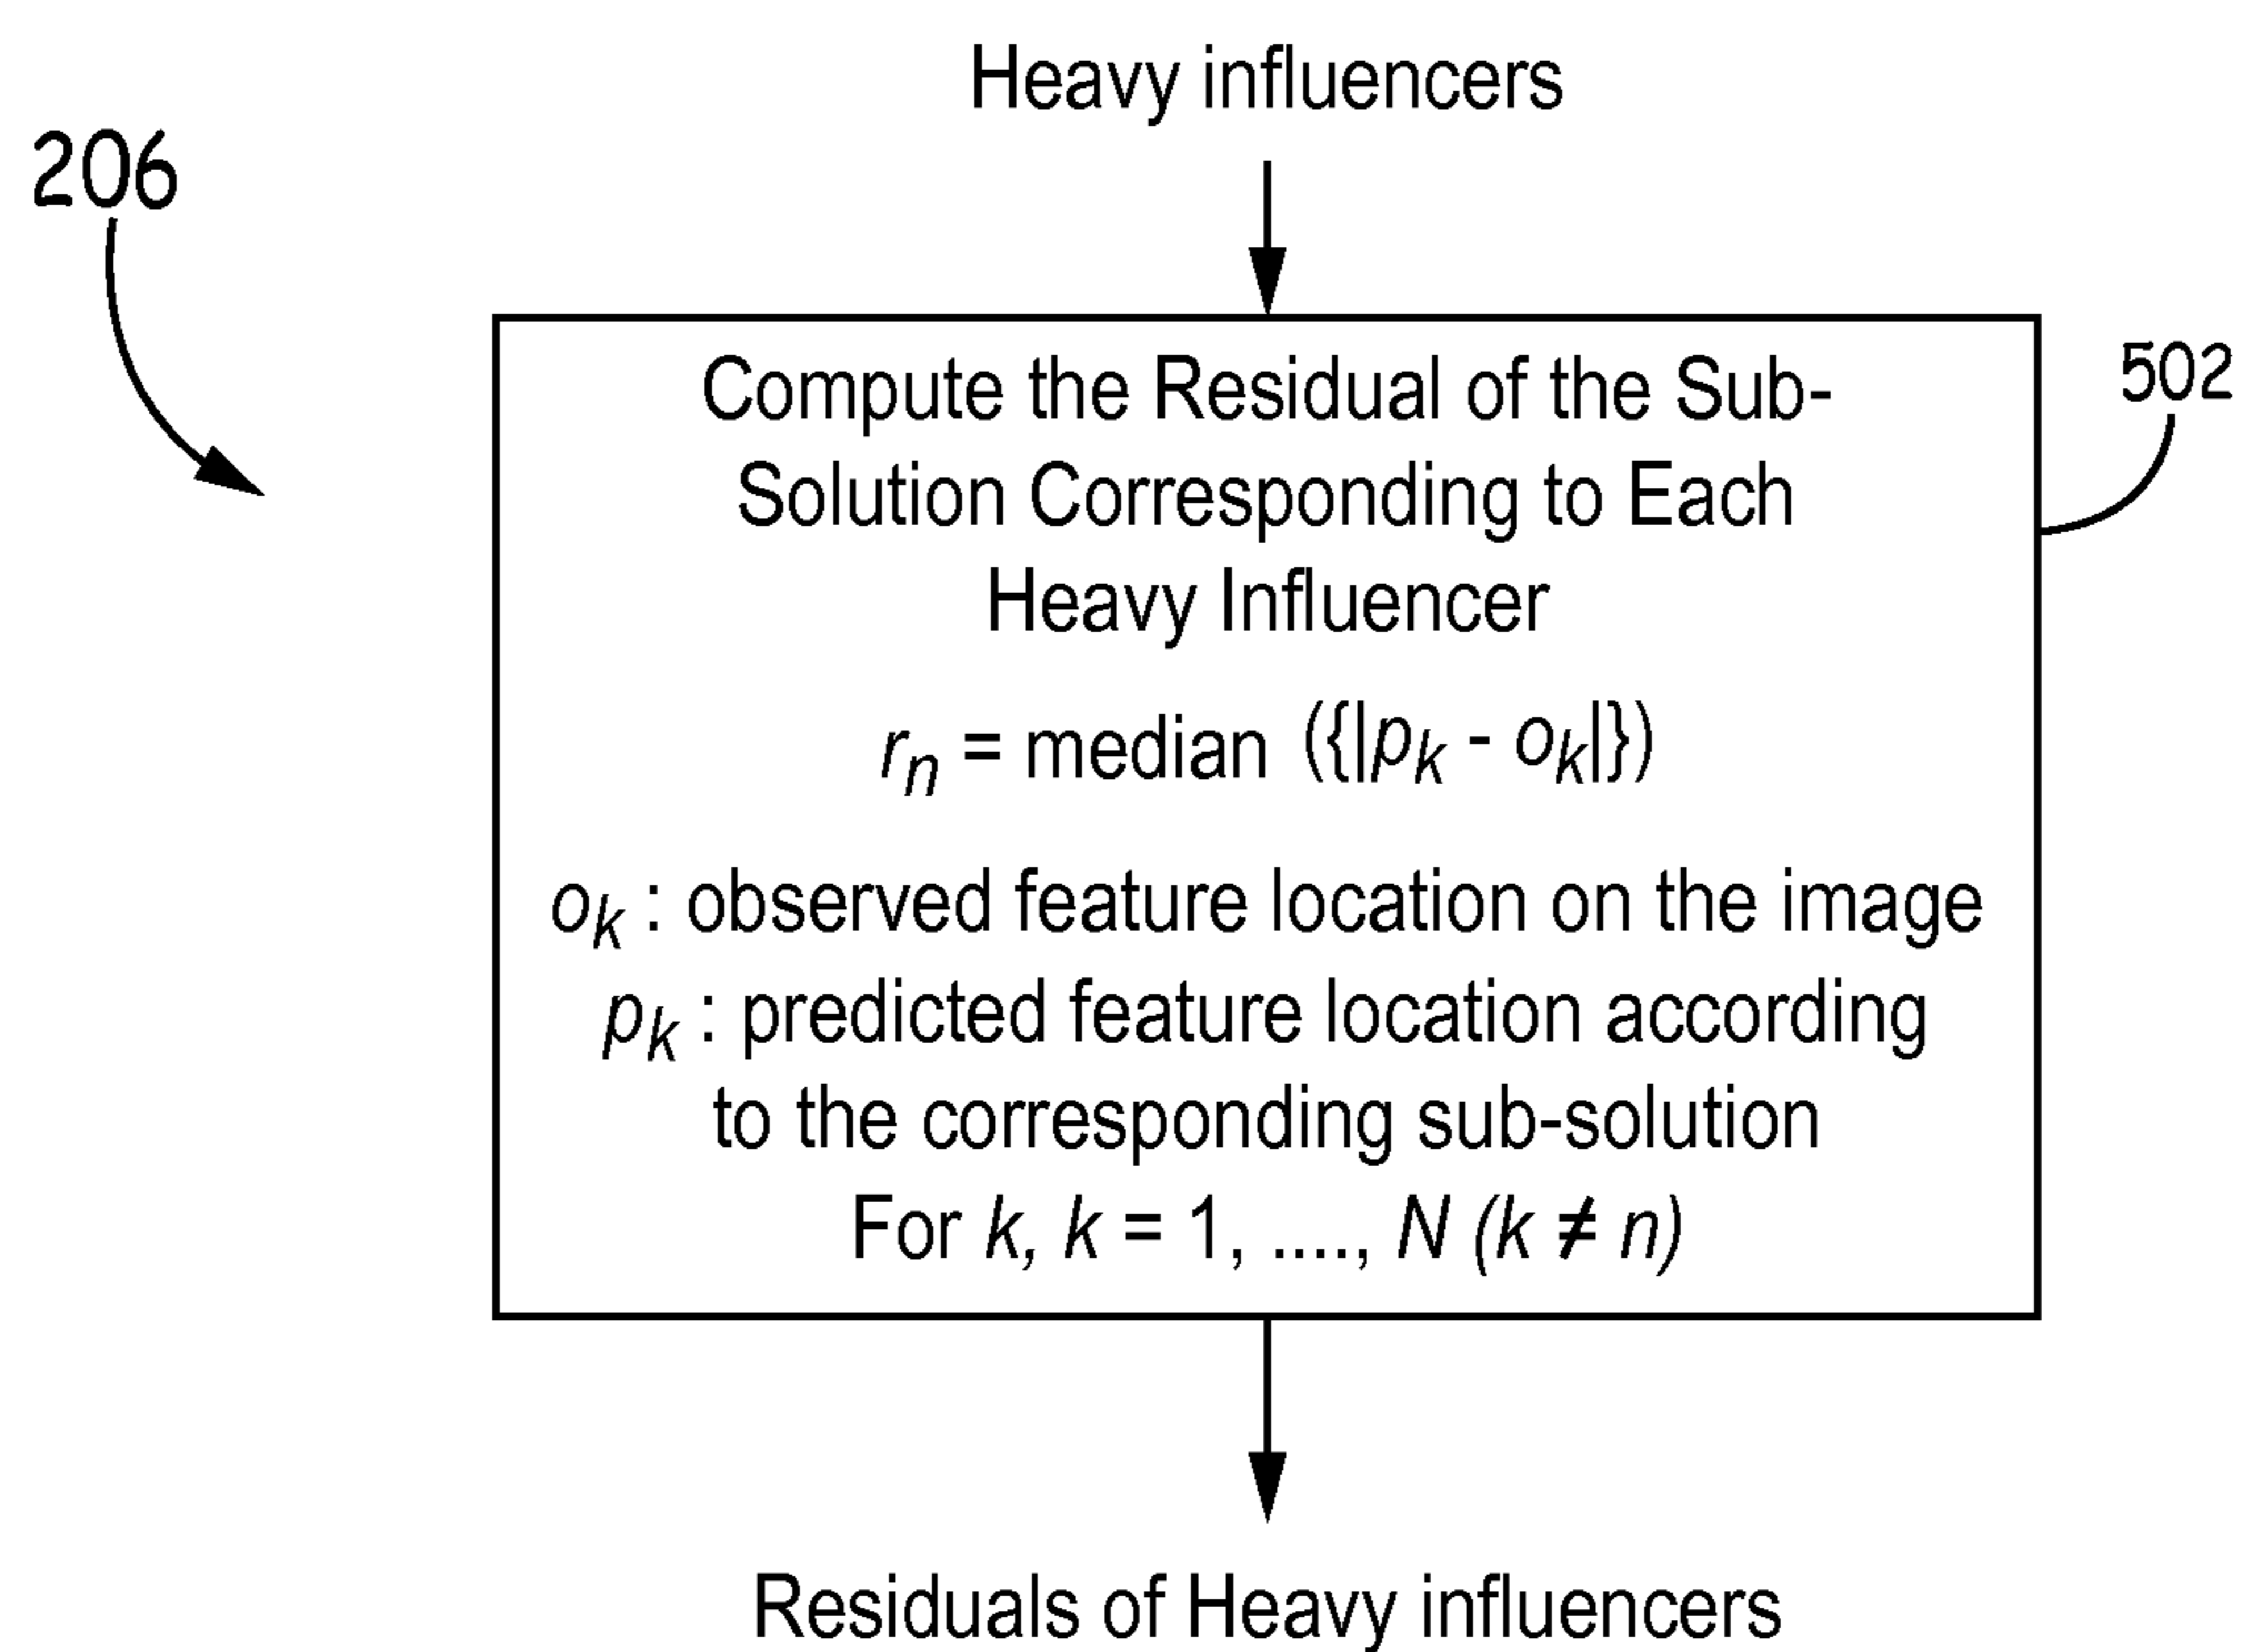 Heavy influencers
206
502
Compute the Residual of the Sub-
Solution Corresponding to Each
Heavy Influencer
rn = median ({|pk - ok|})
ok : observed feature location on the image
pk : predicted feature location according
to the corresponding sub-solution
For k, k = 1, ...., N (k ≠ n)
Residuals of Heavy influencers